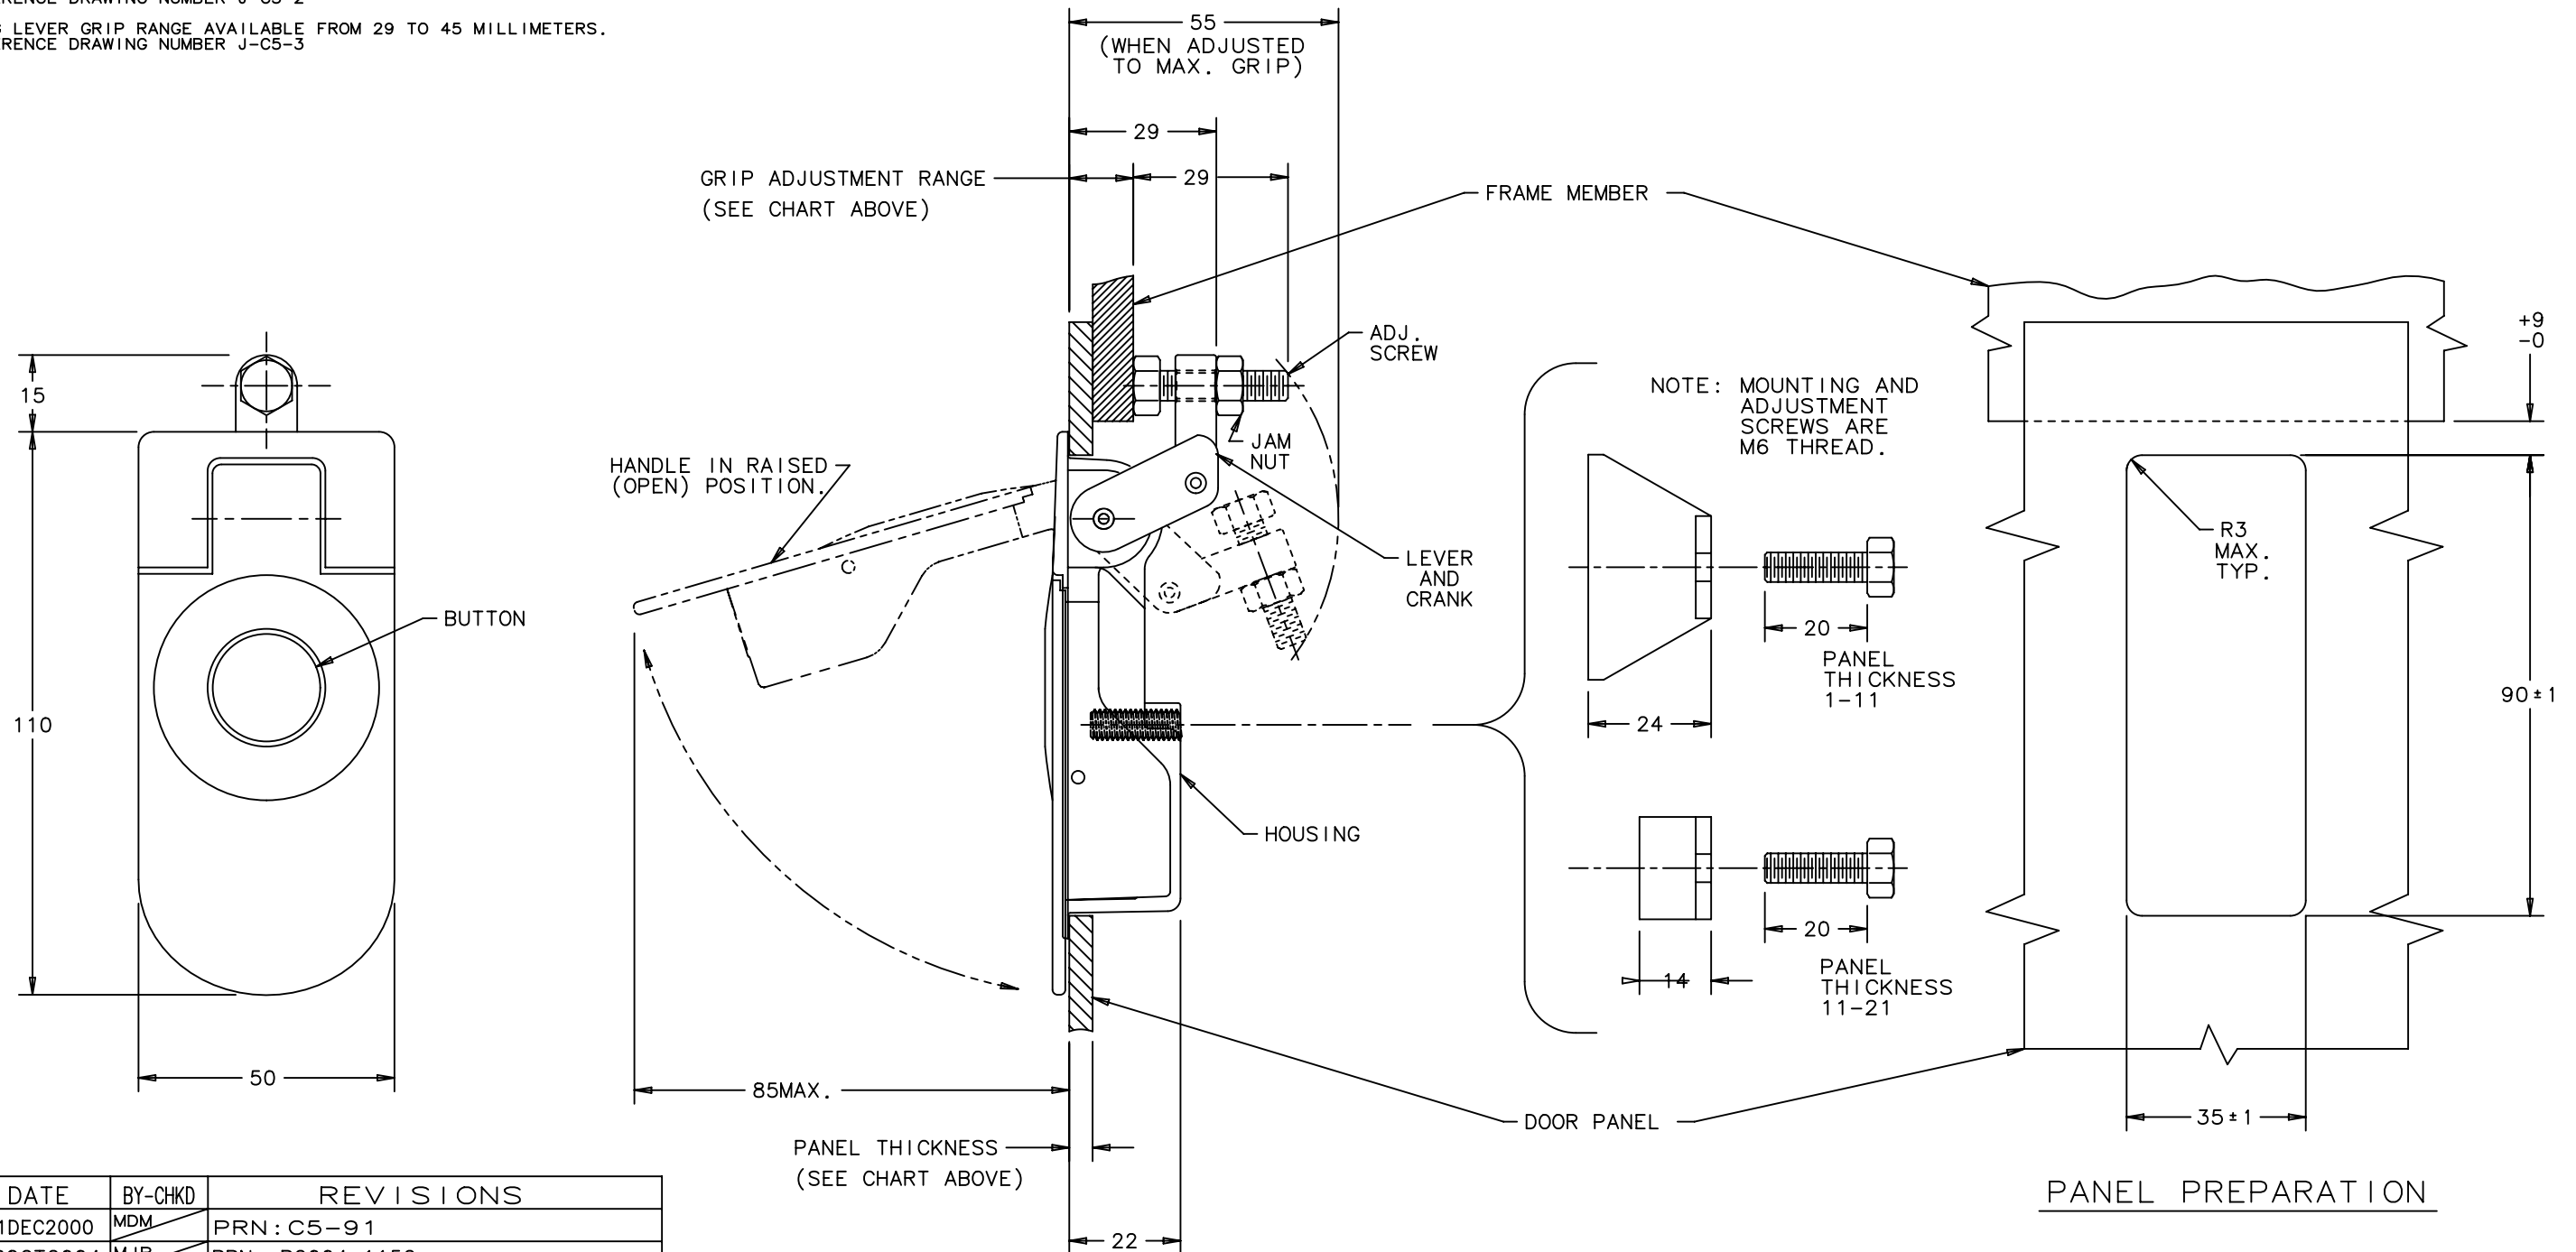 DRAWING NUMBER
LEVER GRIP RANGE AVAILABLE FROM 29 TO 45 MILLIMETERS.
DRAWING NUMBER J-C5-3
55
(WHEN ADJUSTED
TO MAX. GRIP)
29
GRIP ADJUSTMENT RANGE
(SEE CHART ABOVE)
29
FRAME MEMBER
ADJ.
SCREW
JAM
NUT
HANDLE IN RAISED
(OPEN) POSITION.
LEVER
AND
CRANK
HOUSING
15
110
BUTTON
50
85MAX.
PANEL THICKNESS
(SEE CHART ABOVE)
22
NOTE: MOUNTING AND
ADJUSTMENT
SCREWS ARE
M6 THREAD.
20
PANEL
THICKNESS
1-11
24
20
PANEL
THICKNESS
11-21
14
DOOR PANEL
+9
-0
R3
MAX.
TYP.
90±1
35±1
PANEL PREPARATION
DATE BY-CHKD REVISIONS
1DEC2000 MDM PRN:C5-91